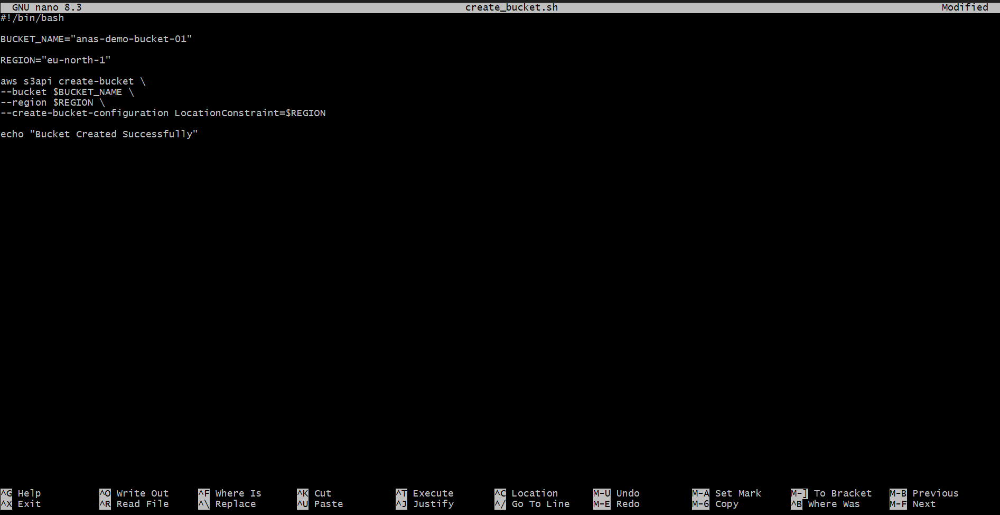 GNU nano 8.3 create_bucket.sh Modified
#!/bin/bash
BUCKET_NAME="anas-demo-bucket-01"
REGION="eu-north-1"
aws s3api create-bucket \
--bucket $BUCKET_NAME \
--region $REGION \
--create-bucket-configuration LocationConstraint=$REGION
echo "Bucket Created Successfully"
^G Help ^O Write Out ^F Where Is ^K Cut ^T Execute ^C Location M-U Undo M-A Set Mark M-] To Bracket M-B Previous
^X Exit ^R Read File ^\ Replace ^U Paste ^J Justify ^/ Go To Line M-E Redo M-6 Copy ^B Where Was M-F Next